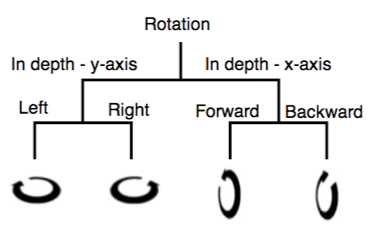 Rotation
In depth - y-axis
In depth - x-axis
Left
Right
Forward
Backward